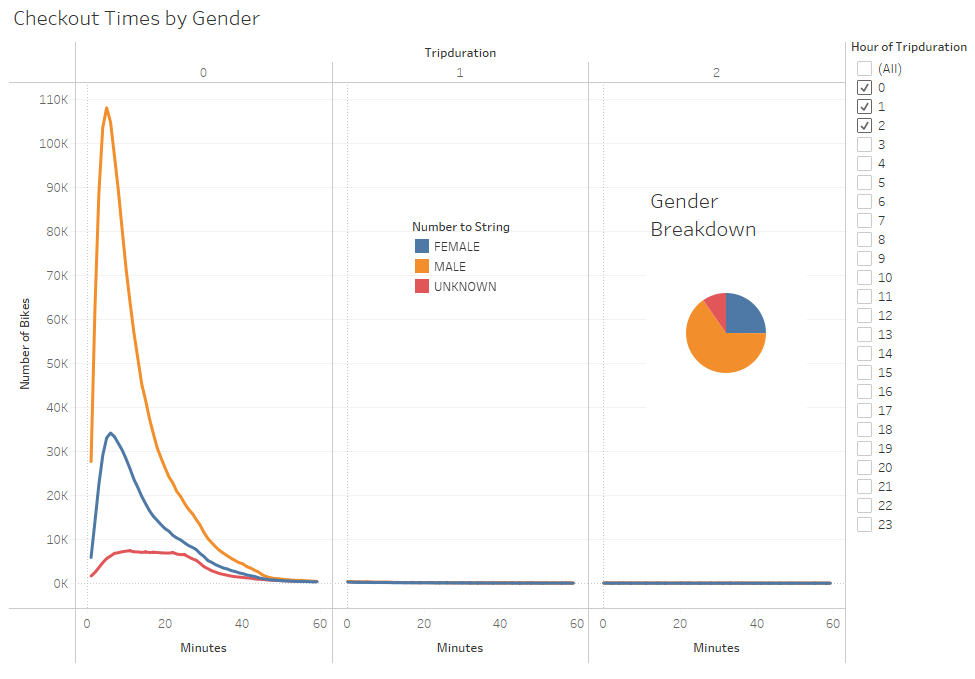 Checkout Times by Gender
Tripduration
0 1 2
110K
100K
90K
80K
70K
60K
50K
40K
30K
20K
10K
0K
Number of Bikes
Number to String
FEMALE
MALE
UNKNOWN
Gender
Breakdown
0 20 40 60 0 20 40 60 0 20 40 60
Minutes Minutes Minutes
Hour of Tripduration
(All)
0
1
2
3
4
5
6
7
8
9
10
11
12
13
14
15
16
17
18
19
20
21
22
23